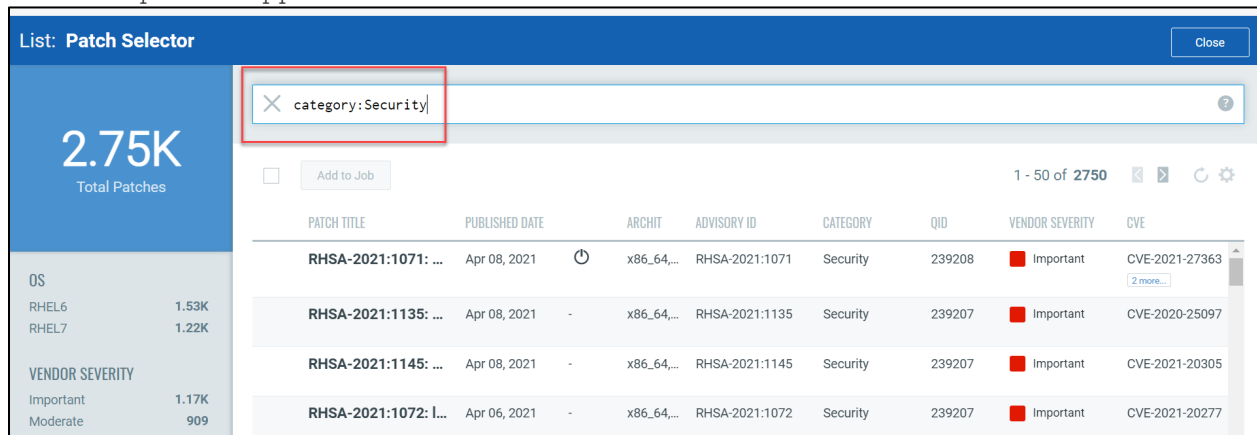 List: Patch Selector
Close
category:Security
2.75K
Total Patches
Add to Job
1 - 50 of 2750
PATCH TITLE PUBLISHED DATE ARCHIT ADVISORY ID CATEGORY QID VENDOR SEVERITY CVE
RHSA-2021:1071: ... Apr 08, 2021 x86_64,... RHSA-2021:1071 Security 239208 Important CVE-2021-27363
2 more...
RHSA-2021:1135: ... Apr 08, 2021 - x86_64,... RHSA-2021:1135 Security 239207 Important CVE-2020-25097
RHSA-2021:1145: ... Apr 08, 2021 - x86_64,... RHSA-2021:1145 Security 239207 Important CVE-2021-20305
RHSA-2021:1072: l... Apr 06, 2021 - x86_64,... RHSA-2021:1072 Security 239207 Important CVE-2021-20277
OS
RHEL6 1.53K
RHEL7 1.22K
VENDOR SEVERITY
Important 1.17K
Moderate 909